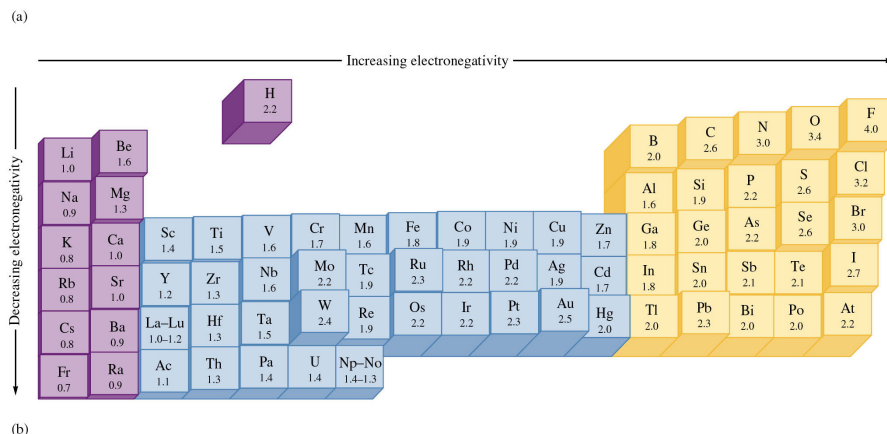 (a)
Increasing electronegativity
Decreasing electronegativity
H
2.2
Li
1.0
Be
1.6
B
2.0
C
2.6
N
3.0
O
3.4
F
4.0
Na
0.9
Mg
1.3
Al
1.6
Si
1.9
P
2.2
S
2.6
Cl
3.2
K
0.8
Ca
1.0
Sc
1.4
Ti
1.5
V
1.6
Cr
1.7
Mn
1.6
Fe
1.8
Co
1.9
Ni
1.9
Cu
1.9
Zn
1.7
Ga
1.8
Ge
2.0
As
2.2
Se
2.6
Br
3.0
Rb
0.8
Sr
1.0
Y
1.2
Zr
1.3
Nb
1.6
Mo
2.2
Tc
1.9
Ru
2.3
Rh
2.2
Pd
2.2
Ag
1.9
Cd
1.7
In
1.8
Sn
2.0
Sb
2.1
Te
2.1
I
2.7
Cs
0.8
Ba
0.9
La–Lu
1.0–1.2
Hf
1.3
Ta
1.5
W
2.4
Re
1.9
Os
2.2
Ir
2.2
Pt
2.3
Au
2.5
Hg
2.0
Tl
2.0
Pb
2.3
Bi
2.0
Po
2.0
At
2.2
Fr
0.7
Ra
0.9
Ac
1.1
Th
1.3
Pa
1.4
U
1.4
Np–No
1.4–1.3
(b)